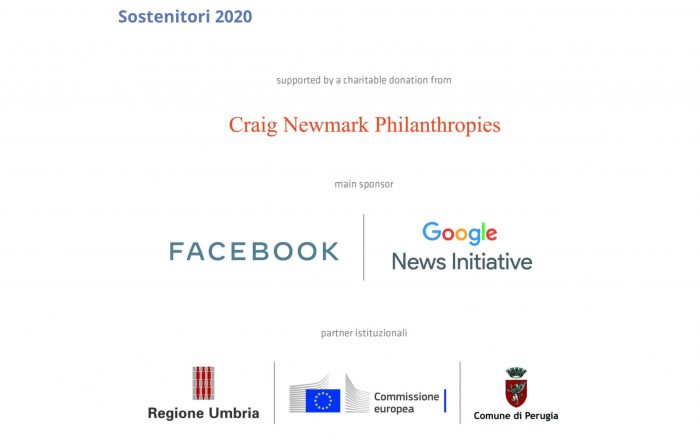 Sostenitori 2020
supported by a charitable donation from
Craig Newmark Philanthropies
main sponsor
FACEBOOK
Google
News Initiative
partner istituzionali
Regione Umbria
Commissione
europea
Comune di Perugia